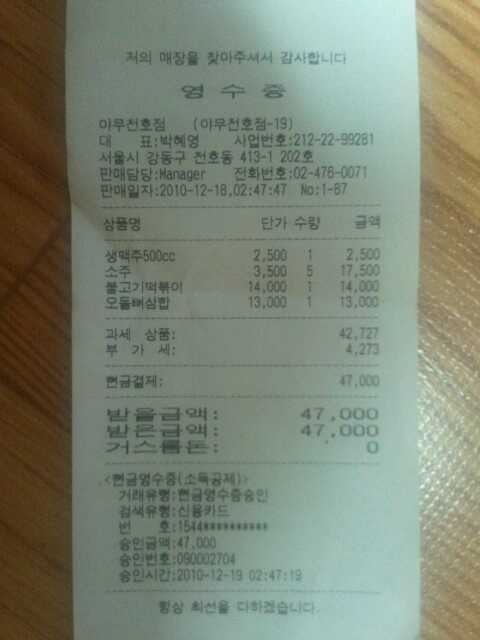 저의 매장을 찾아주셔서 감사합니다
영 수 증
야우천호점 (야우천호점-19)
대 표:박혜영 사업번호:212-22-99281
서울시 강동구 천호동 413-1 202호
판매담당:Manager 전화번호:02-476-0071
판매일자:2010-12-18,02:47:47 No:1-87
상품명 단가 수량 금액
생맥주500cc 2,500 1 2,500
소주 3,500 5 17,500
불고기떡볶이 14,000 1 14,000
오돌뼈삼합 13,000 1 13,000
과세 상품: 42,727
부 가 세: 4,273
현금결제: 47,000
받을금액: 47,000
받은금액: 47,000
거스름돈: 0
<현금영수증(소득공제)>
거래유형:현금영수증승인
검색유형:신용카드
번 호:1544**********
승인금액:47,000
승인번호:090002704
승인시간:2010-12-19 02:47:19
항상 최선을 다하겠습니다.